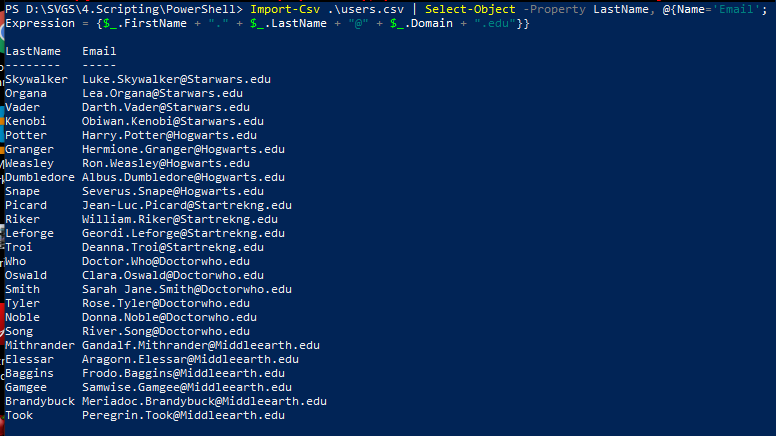 PS D:\SVGS\4.Scripting\PowerShell> Import-Csv .\users.csv | Select-Object -Property LastName, @{Name='Email';
Expression = {$_.FirstName + "." + $_.LastName + "@" + $_.Domain + ".edu"}}
LastName   Email
--------   -----
Skywalker  Luke.Skywalker@Starwars.edu
Organa     Lea.Organa@Starwars.edu
Vader      Darth.Vader@Starwars.edu
Kenobi     Obiwan.Kenobi@Starwars.edu
Potter     Harry.Potter@Hogwarts.edu
Granger    Hermione.Granger@Hogwarts.edu
Weasley    Ron.Weasley@Hogwarts.edu
Dumbledore Albus.Dumbledore@Hogwarts.edu
Snape      Severus.Snape@Hogwarts.edu
Picard     Jean-Luc.Picard@Startrekng.edu
Riker      William.Riker@Startrekng.edu
Leforge    Geordi.Leforge@Startrekng.edu
Troi       Deanna.Troi@Startrekng.edu
Who        Doctor.Who@Doctorwho.edu
Oswald     Clara.Oswald@Doctorwho.edu
Smith      Sarah Jane.Smith@Doctorwho.edu
Tyler      Rose.Tyler@Doctorwho.edu
Noble      Donna.Noble@Doctorwho.edu
Song       River.Song@Doctorwho.edu
Mithrander Gandalf.Mithrander@Middleearth.edu
Elessar    Aragorn.Elessar@Middleearth.edu
Baggins    Frodo.Baggins@Middleearth.edu
Gamgee     Samwise.Gamgee@Middleearth.edu
Brandybuck Meriadoc.Brandybuck@Middleearth.edu
Took       Peregrin.Took@Middleearth.edu